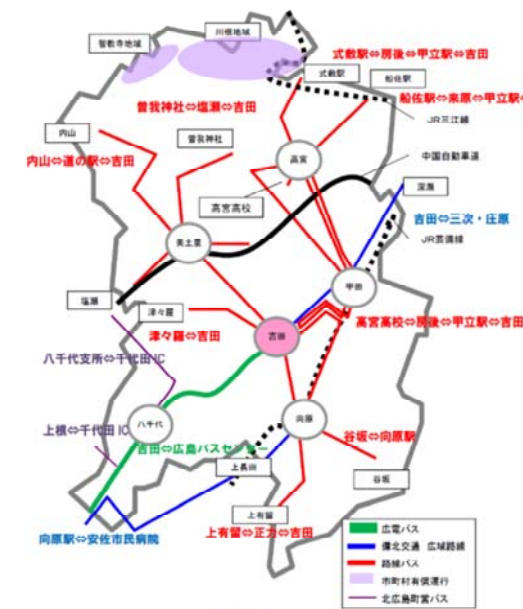 川根地域
智教寺地域
式敷駅⇔房後⇔甲立駅⇔吉田
式敷駅
船佐駅
曽我神社⇔塩瀬⇔吉田
船佐駅⇔来原⇔甲立駅⇔
JR三江線
内山
曽我神社
高宮
中国自動車道
内山⇔道の駅⇔吉田
深瀬
高宮高校
吉田⇔三次・庄原
美土里
JR芸備線
甲田
塩瀬
津々羅
高宮高校⇔房後⇔甲立駅⇔吉田
津々羅⇔吉田
吉田
八千代支所⇔千代田IC
八千代
向原
上根⇔千代田IC
吉田⇔広島バスセンター
谷坂⇔向原駅
上長田
谷坂
上有留
向原駅⇔安佐市民病院
上有留⇔正力⇔吉田
広電バス
備北交通 広域路線
路線バス
市町村有償運行
北広島町営バス